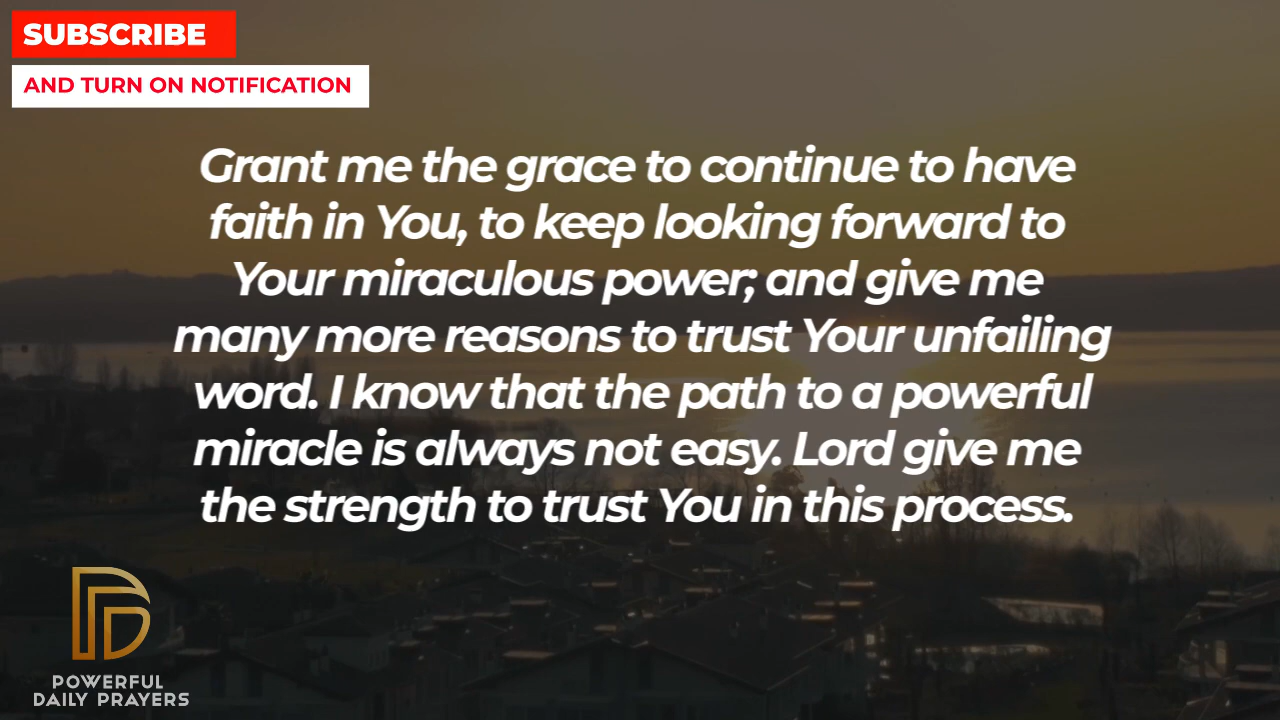 SUBSCRIBE
AND TURN ON NOTIFICATION
Grant me the grace to continue to have
faith in You, to keep looking forward to
Your miraculous power; and give me
many more reasons to trust Your unfailing
word. I know that the path to a powerful
miracle is always not easy. Lord give me
the strength to trust You in this process.
POWERFUL
DAILY PRAYERS